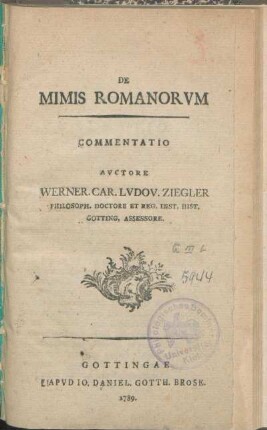 DE
MIMIS ROMANORVM
COMMENTATIO
AVCTORE
WERNER. CAR. LVDOV. ZIEGLER
PHILOSOPH. DOCTORE ET REG. INST. HIST.
GOTTING. ASSESSORE.
5944
GOTTINGAE
APVD IO. DANIEL. GOTTH. BROSE.
1789.